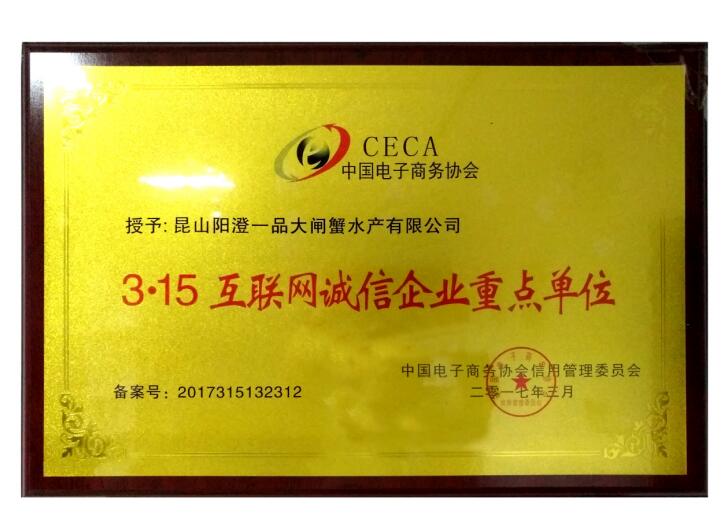 CECA
中国电子商务协会
授予: 昆山阳澄一品大闸蟹水产有限公司
3·15 互联网诚信企业重点单位
中国电子商务协会信用管理委员会
备案号: 2017315132312
二零一七年三月